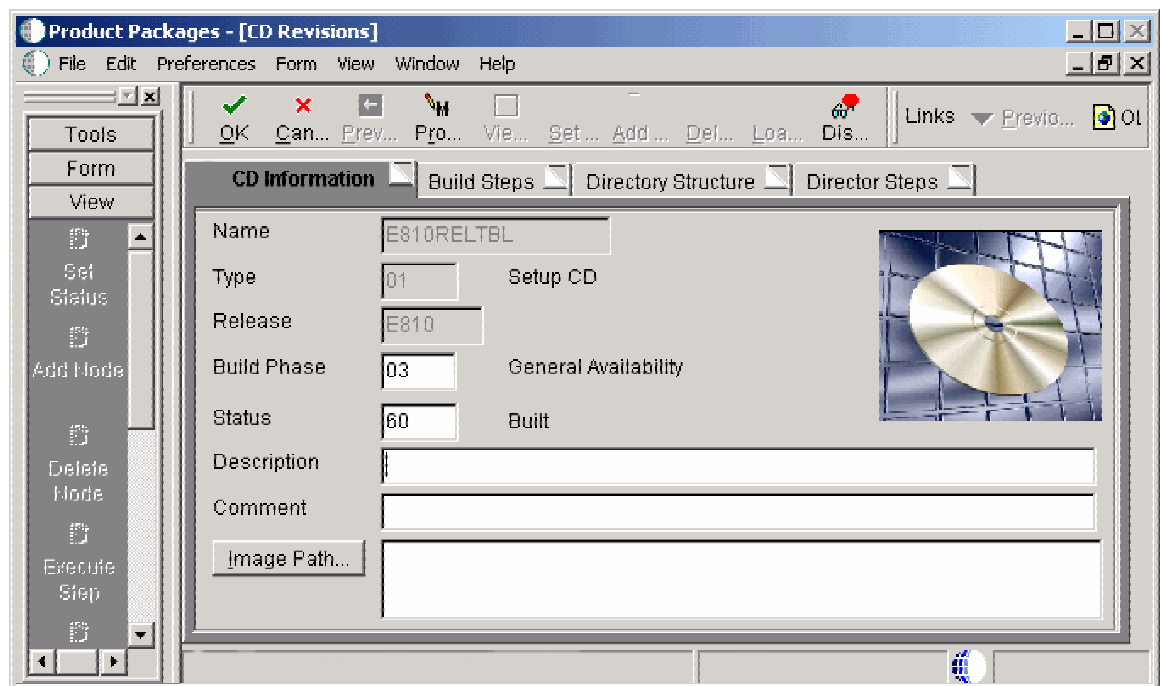 Product Packages - [CD Revisions]
File Edit Preferences Form View Window Help
Tools
Form
View
Set Status
Add Node
Delete Node
Execute Step
OK Can... Prev... Pro... Vie... Set ... Add ... Del... Loa... Dis...
Links Previo... OL
CD Information Build Steps Directory Structure Director Steps
Name E810RELTBL
Type 01 Setup CD
Release E810
Build Phase 03 General Availability
Status 60 Built
Description
Comment
Image Path...